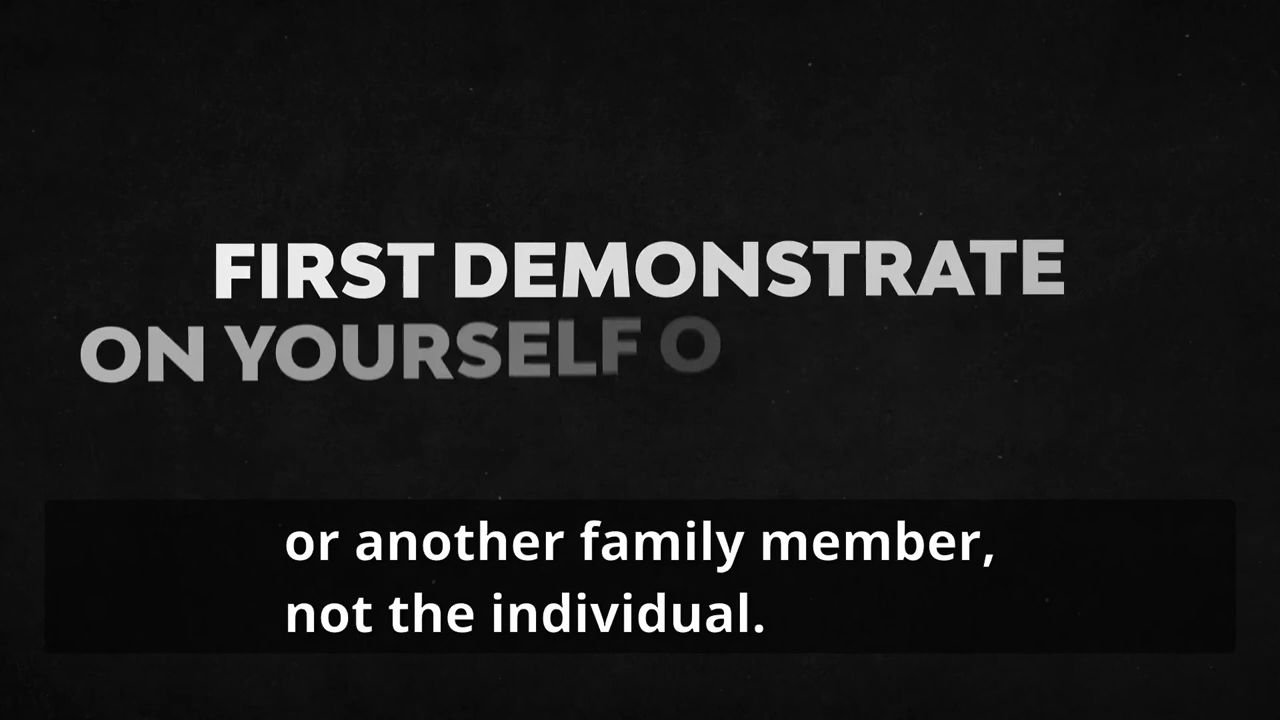 FIRST DEMONSTRATE
ON YOURSELF O
or another family member,
not the individual.